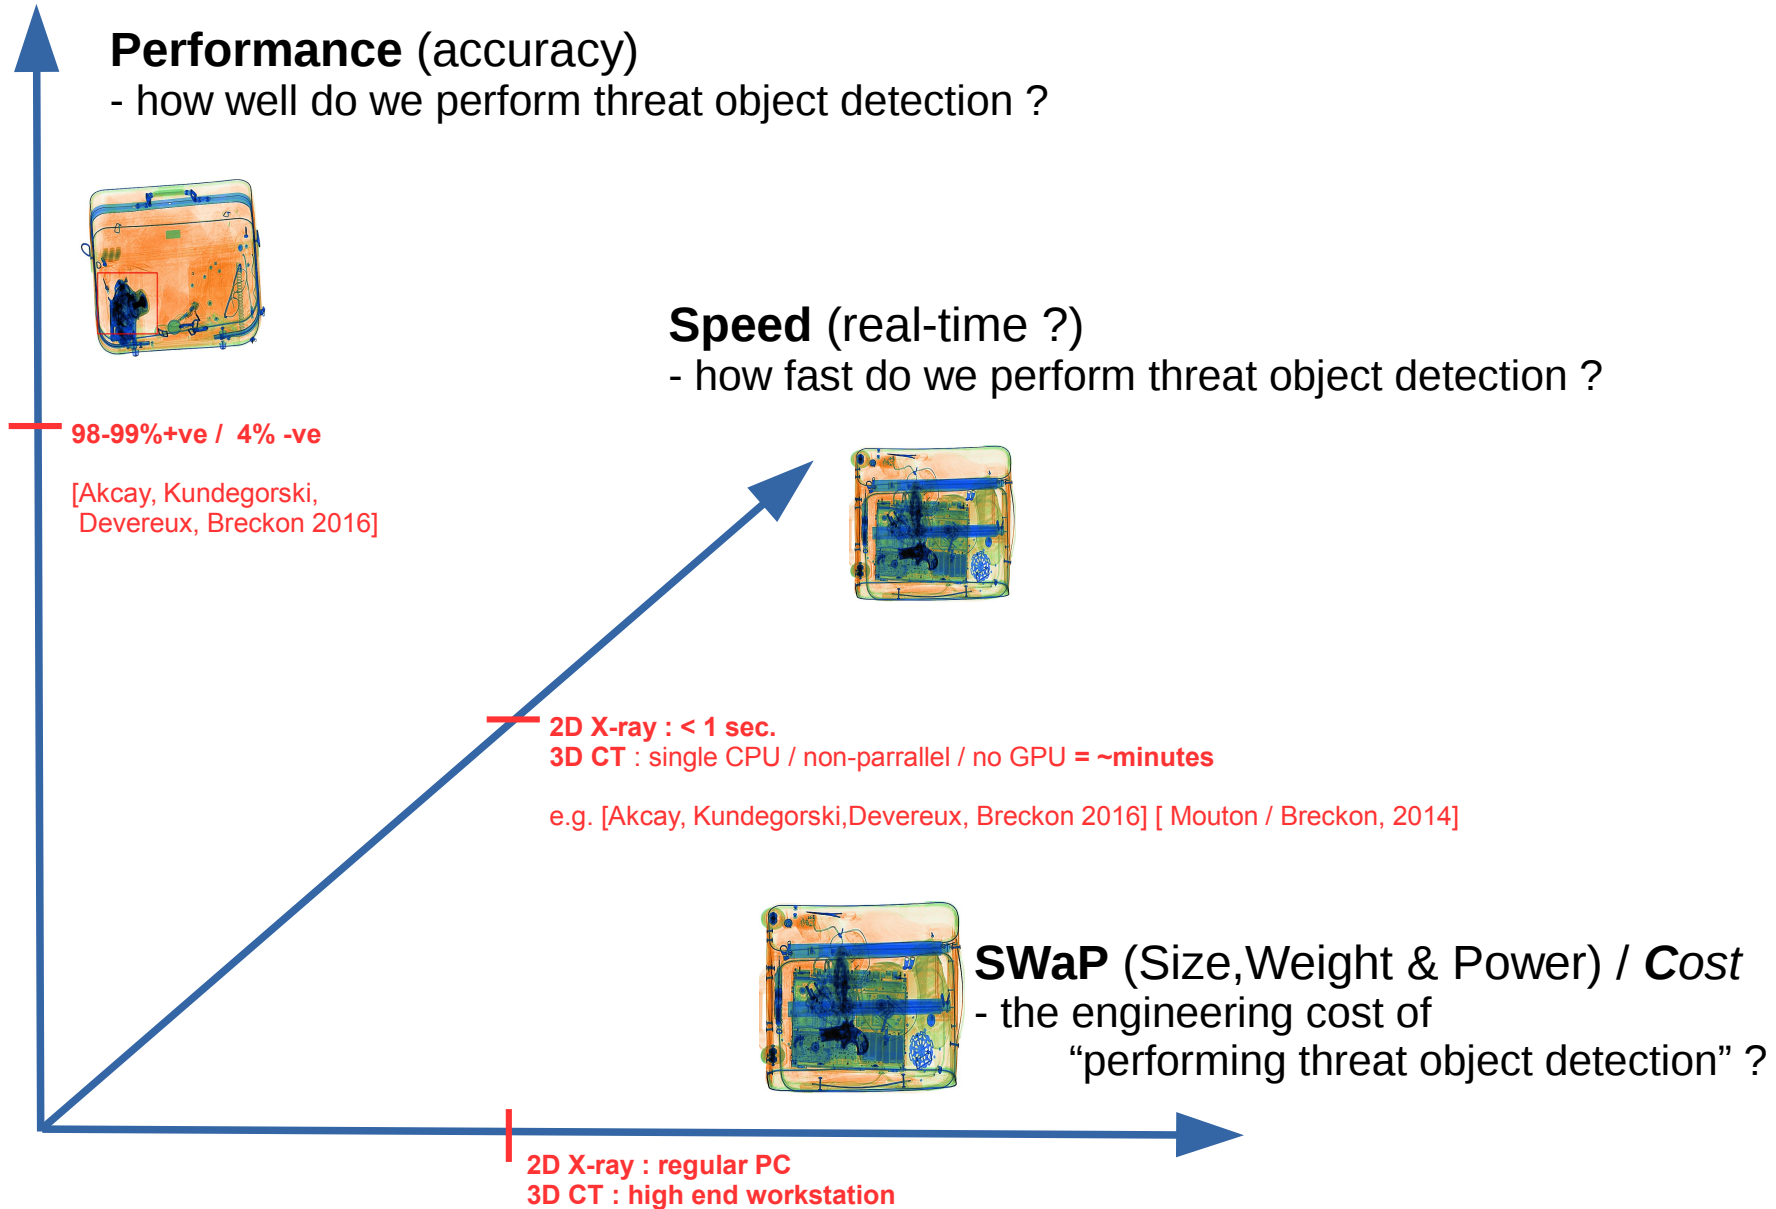 Performance (accuracy)
- how well do we perform threat object detection ?
98-99%+ve /  4% -ve
[Akcay, Kundegorski,
Devereux, Breckon 2016]
Speed (real-time ?)
- how fast do we perform threat object detection ?
2D X-ray : < 1 sec.
3D CT : single CPU / non-parrallel / no GPU = ~minutes
e.g. [Akcay, Kundegorski,Devereux, Breckon 2016] [ Mouton / Breckon, 2014]
SWaP (Size,Weight & Power) / Cost
- the engineering cost of
“performing threat object detection” ?
2D X-ray : regular PC
3D CT : high end workstation